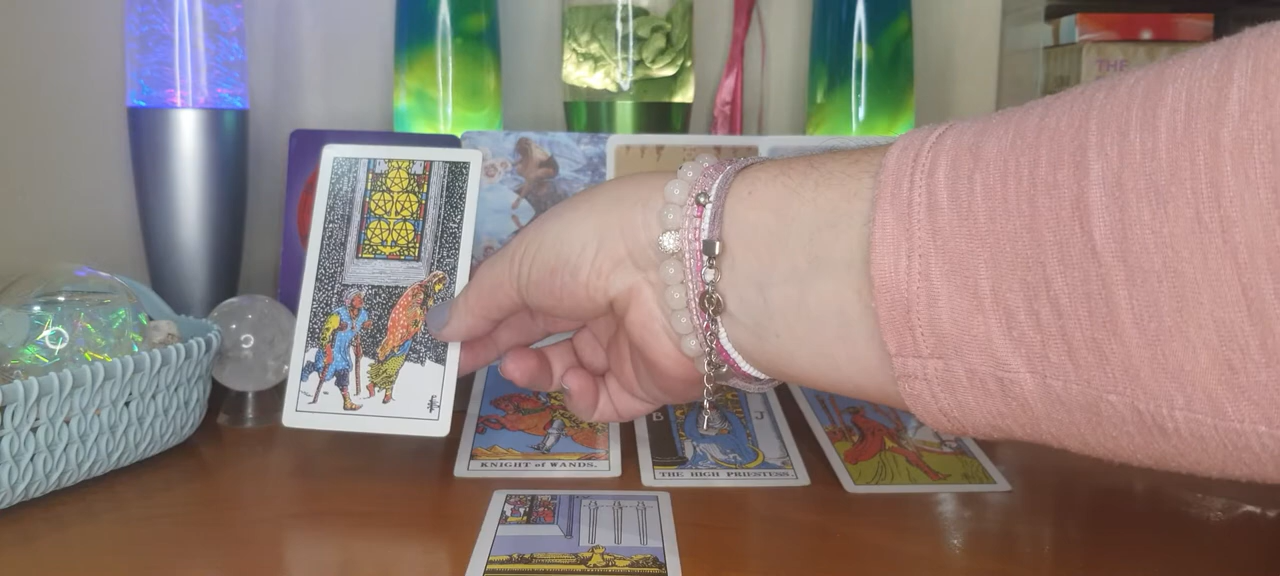 THE
KNIGHT of WANDS.
B J
THE HIGH PRIESTESS.